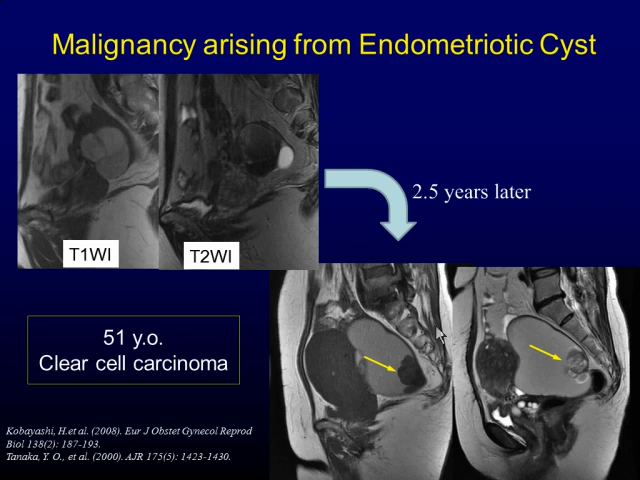 Malignancy arising from Endometriotic Cyst
T1WI
T2WI
2.5 years later
51 y.o.
Clear cell carcinoma
Kobayashi, H.et al. (2008). Eur J Obstet Gynecol Reprod
Biol 138(2): 187-193.
Tanaka, Y. O., et al. (2000). AJR 175(5): 1423-1430.